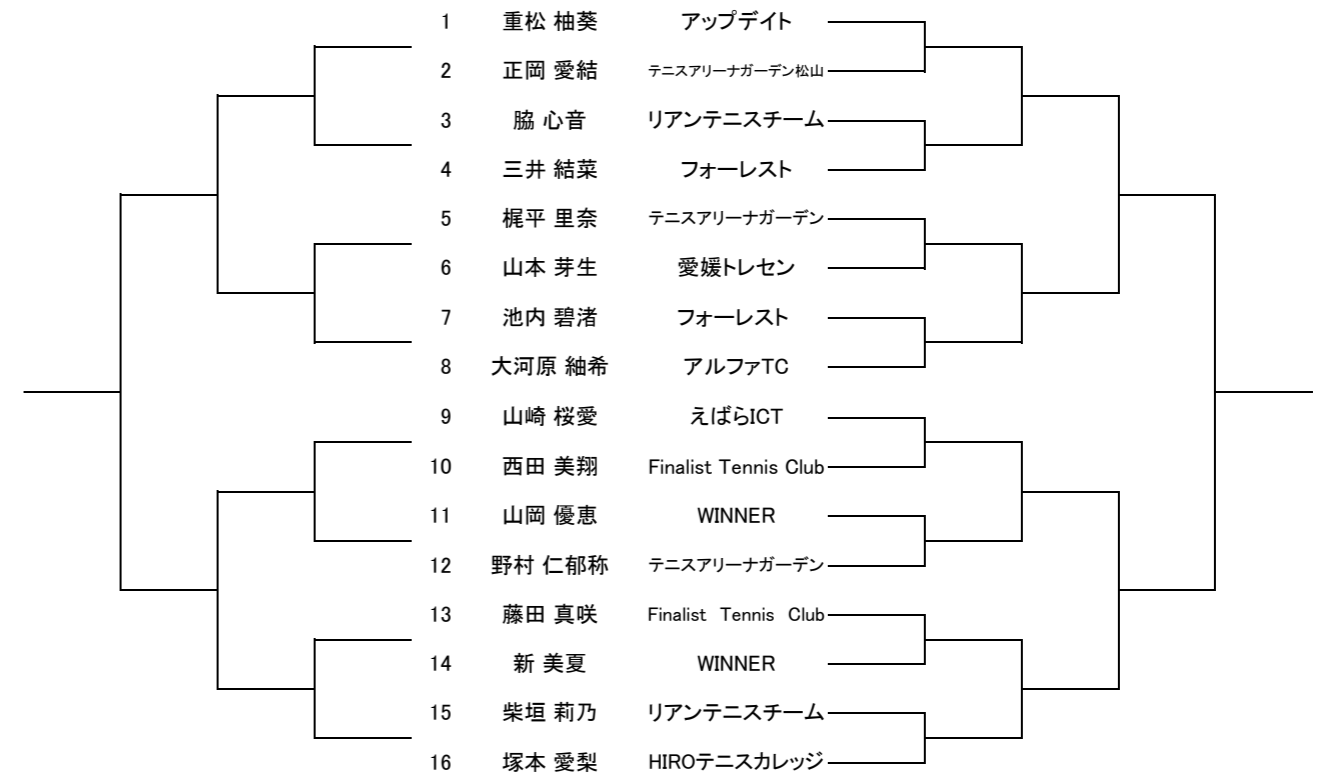 1 重松 柚葵 アップデイト
2 正岡 愛結 テニスアリーナガーデン松山
3 脇 心音 リアンテニスチーム
4 三井 結菜 フォーレスト
5 梶平 里奈 テニスアリーナガーデン
6 山本 芽生 愛媛トレセン
7 池内 碧渚 フォーレスト
8 大河原 紬希 アルファTC
9 山崎 桜愛 えばらICT
10 西田 美翔 Finalist Tennis Club
11 山岡 優恵 WINNER
12 野村 仁郁称 テニスアリーナガーデン
13 藤田 真咲 Finalist Tennis Club
14 新 美夏 WINNER
15 柴垣 莉乃 リアンテニスチーム
16 塚本 愛梨 HIROテニスカレッジ